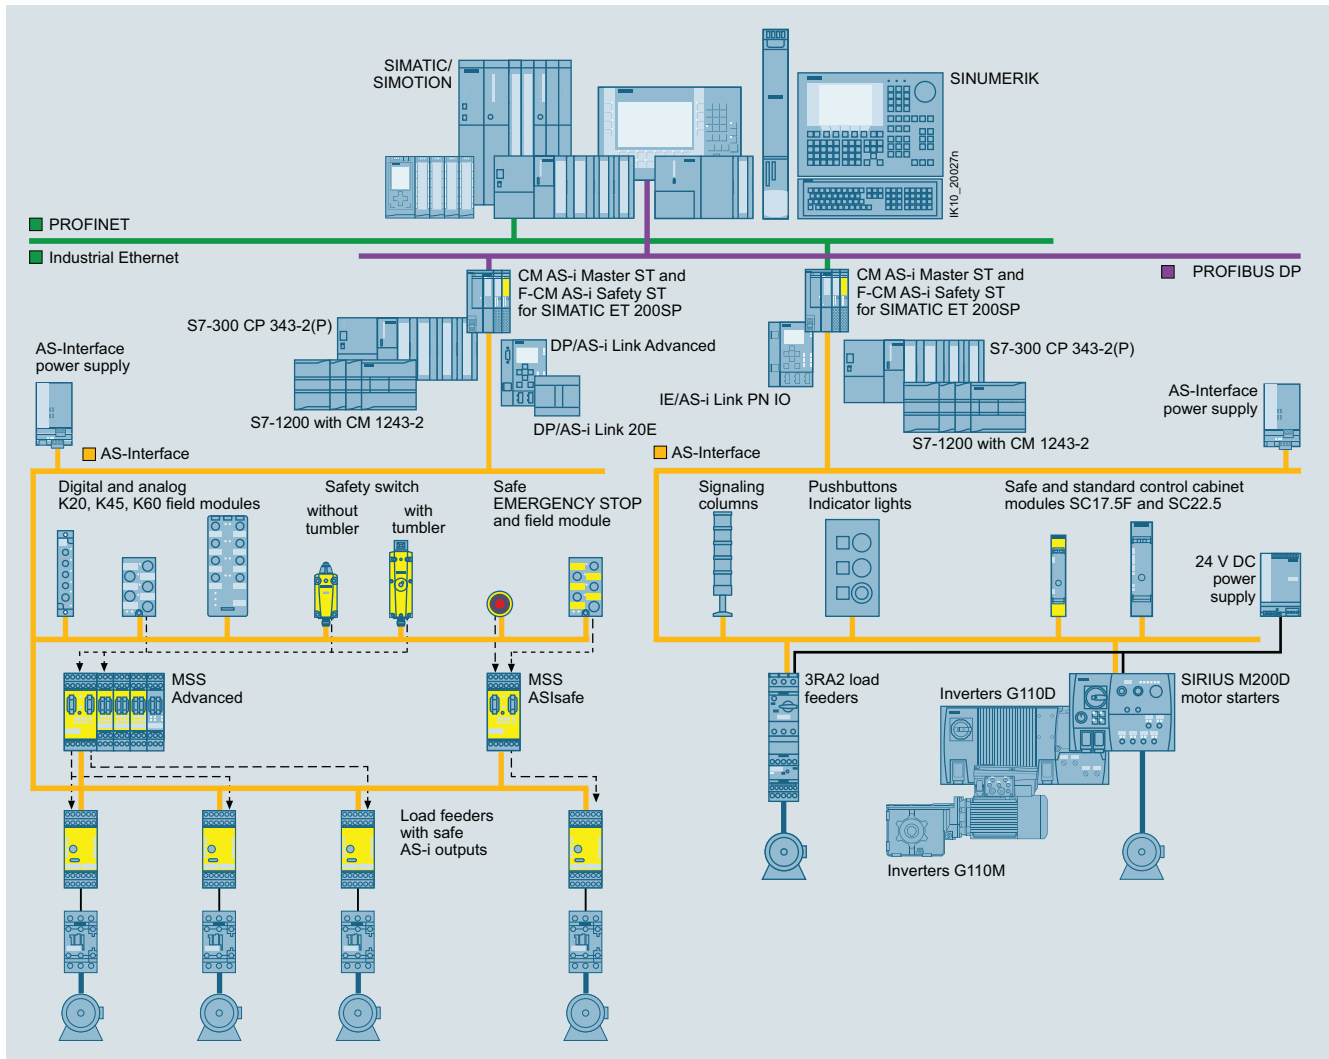 SIMATIC/
SIMOTION
SINUMERIK
IK10_20027n
PROFINET
Industrial Ethernet
PROFIBUS DP
CM AS-i Master ST and
F-CM AS-i Safety ST
for SIMATIC ET 200SP
CM AS-i Master ST and
F-CM AS-i Safety ST
for SIMATIC ET 200SP
S7-300 CP 343-2(P)
DP/AS-i Link Advanced
S7-300 CP 343-2(P)
AS-Interface
power supply
IE/AS-i Link PN IO
AS-Interface
power supply
S7-1200 with CM 1243-2
DP/AS-i Link 20E
S7-1200 with CM 1243-2
AS-Interface
AS-Interface
Digital and analog
K20, K45, K60 field modules
Safety switch
without
tumbler
with
tumbler
Safe
EMERGENCY STOP
and field module
Signaling
columns
Pushbuttons
Indicator lights
Safe and standard control cabinet
modules SC17.5F and SC22.5
24 V DC
power
supply
MSS
Advanced
MSS
ASIsafe
3RA2 load
feeders
Inverters G110D
SIRIUS M200D
motor starters
Load feeders
with safe
AS-i outputs
Inverters G110M